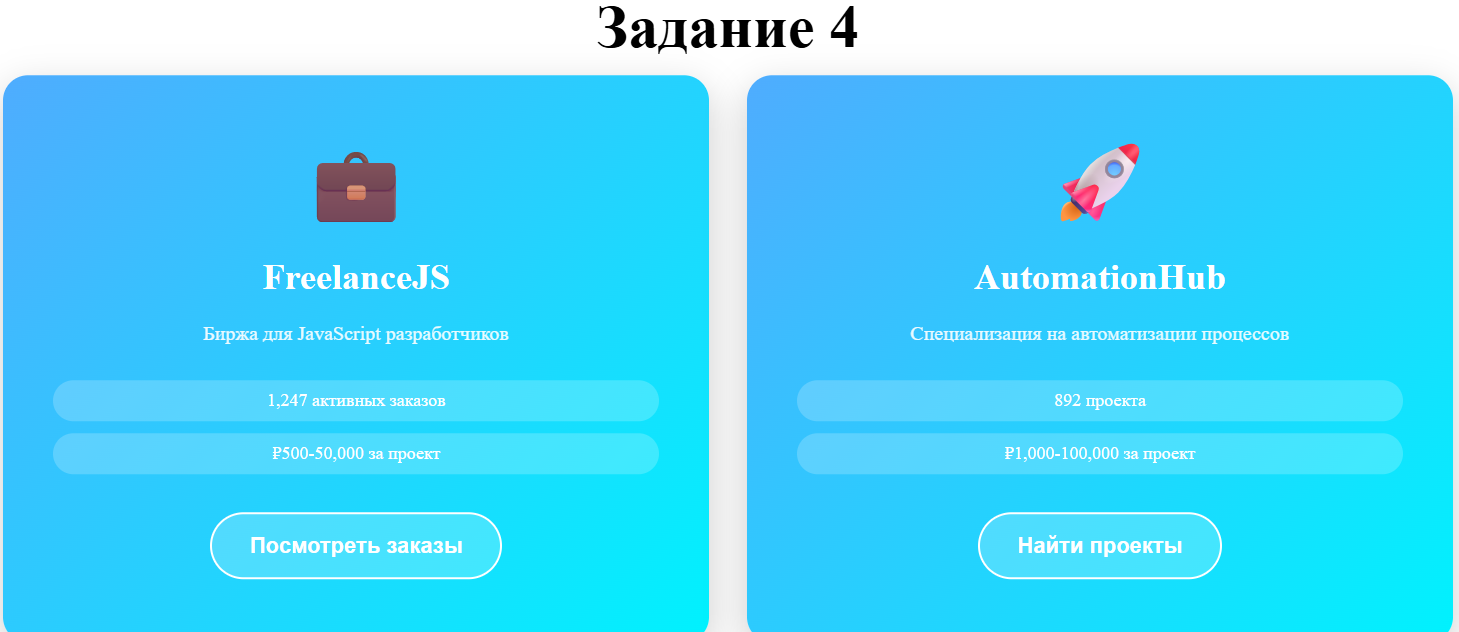 Задание 4
FreelanceJS
Биржа для JavaScript разработчиков
1,247 активных заказов
₽500-50,000 за проект
Посмотреть заказы
AutomationHub
Специализация на автоматизации процессов
892 проекта
₽1,000-100,000 за проект
Найти проекты